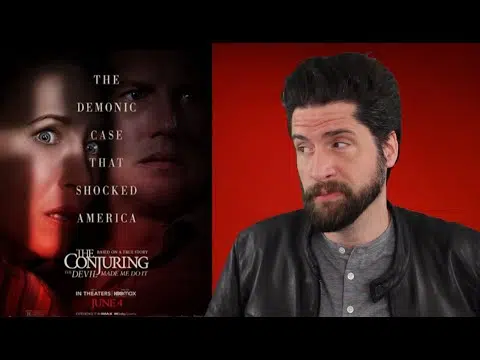 THE
DEMONIC
CASE
THAT
SHOCKED
AMERICA
BASED ON A TRUE STORY
THE
CONJURING
THE DEVIL MADE ME DO IT
IN THEATERS
HBOMAX
JUNE 4